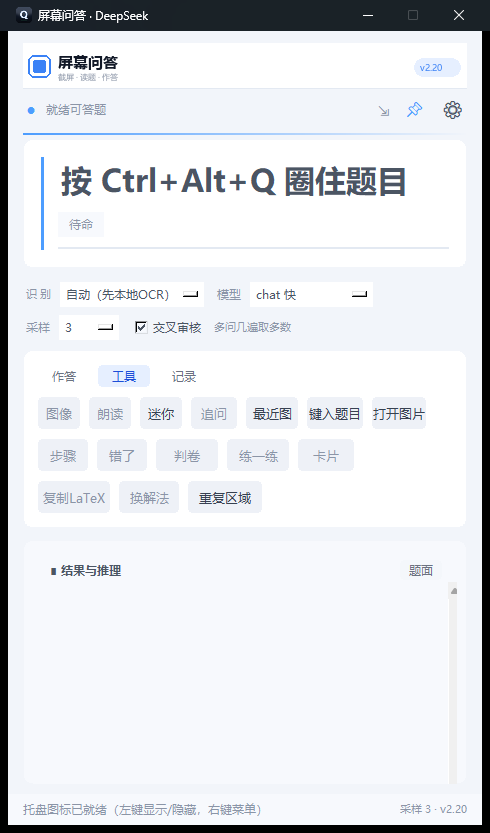 屏幕问答 · DeepSeek
屏幕问答
截屏 · 读题 · 作答
v2.20
就绪可答题
按 Ctrl+Alt+Q 圈住题目
待命
识别 自动（先本地OCR） 模型 chat 快
采样 3 交叉审核 多问几遍取多数
作答 工具 记录
图像 朗读 迷你 追问 最近图 键入题目 打开图片
步骤 错了 判卷 练一练 卡片
复制LaTeX 换解法 重复区域
结果与推理 题面
托盘图标已就绪（左键显示/隐藏，右键菜单） 采样 3 · v2.20